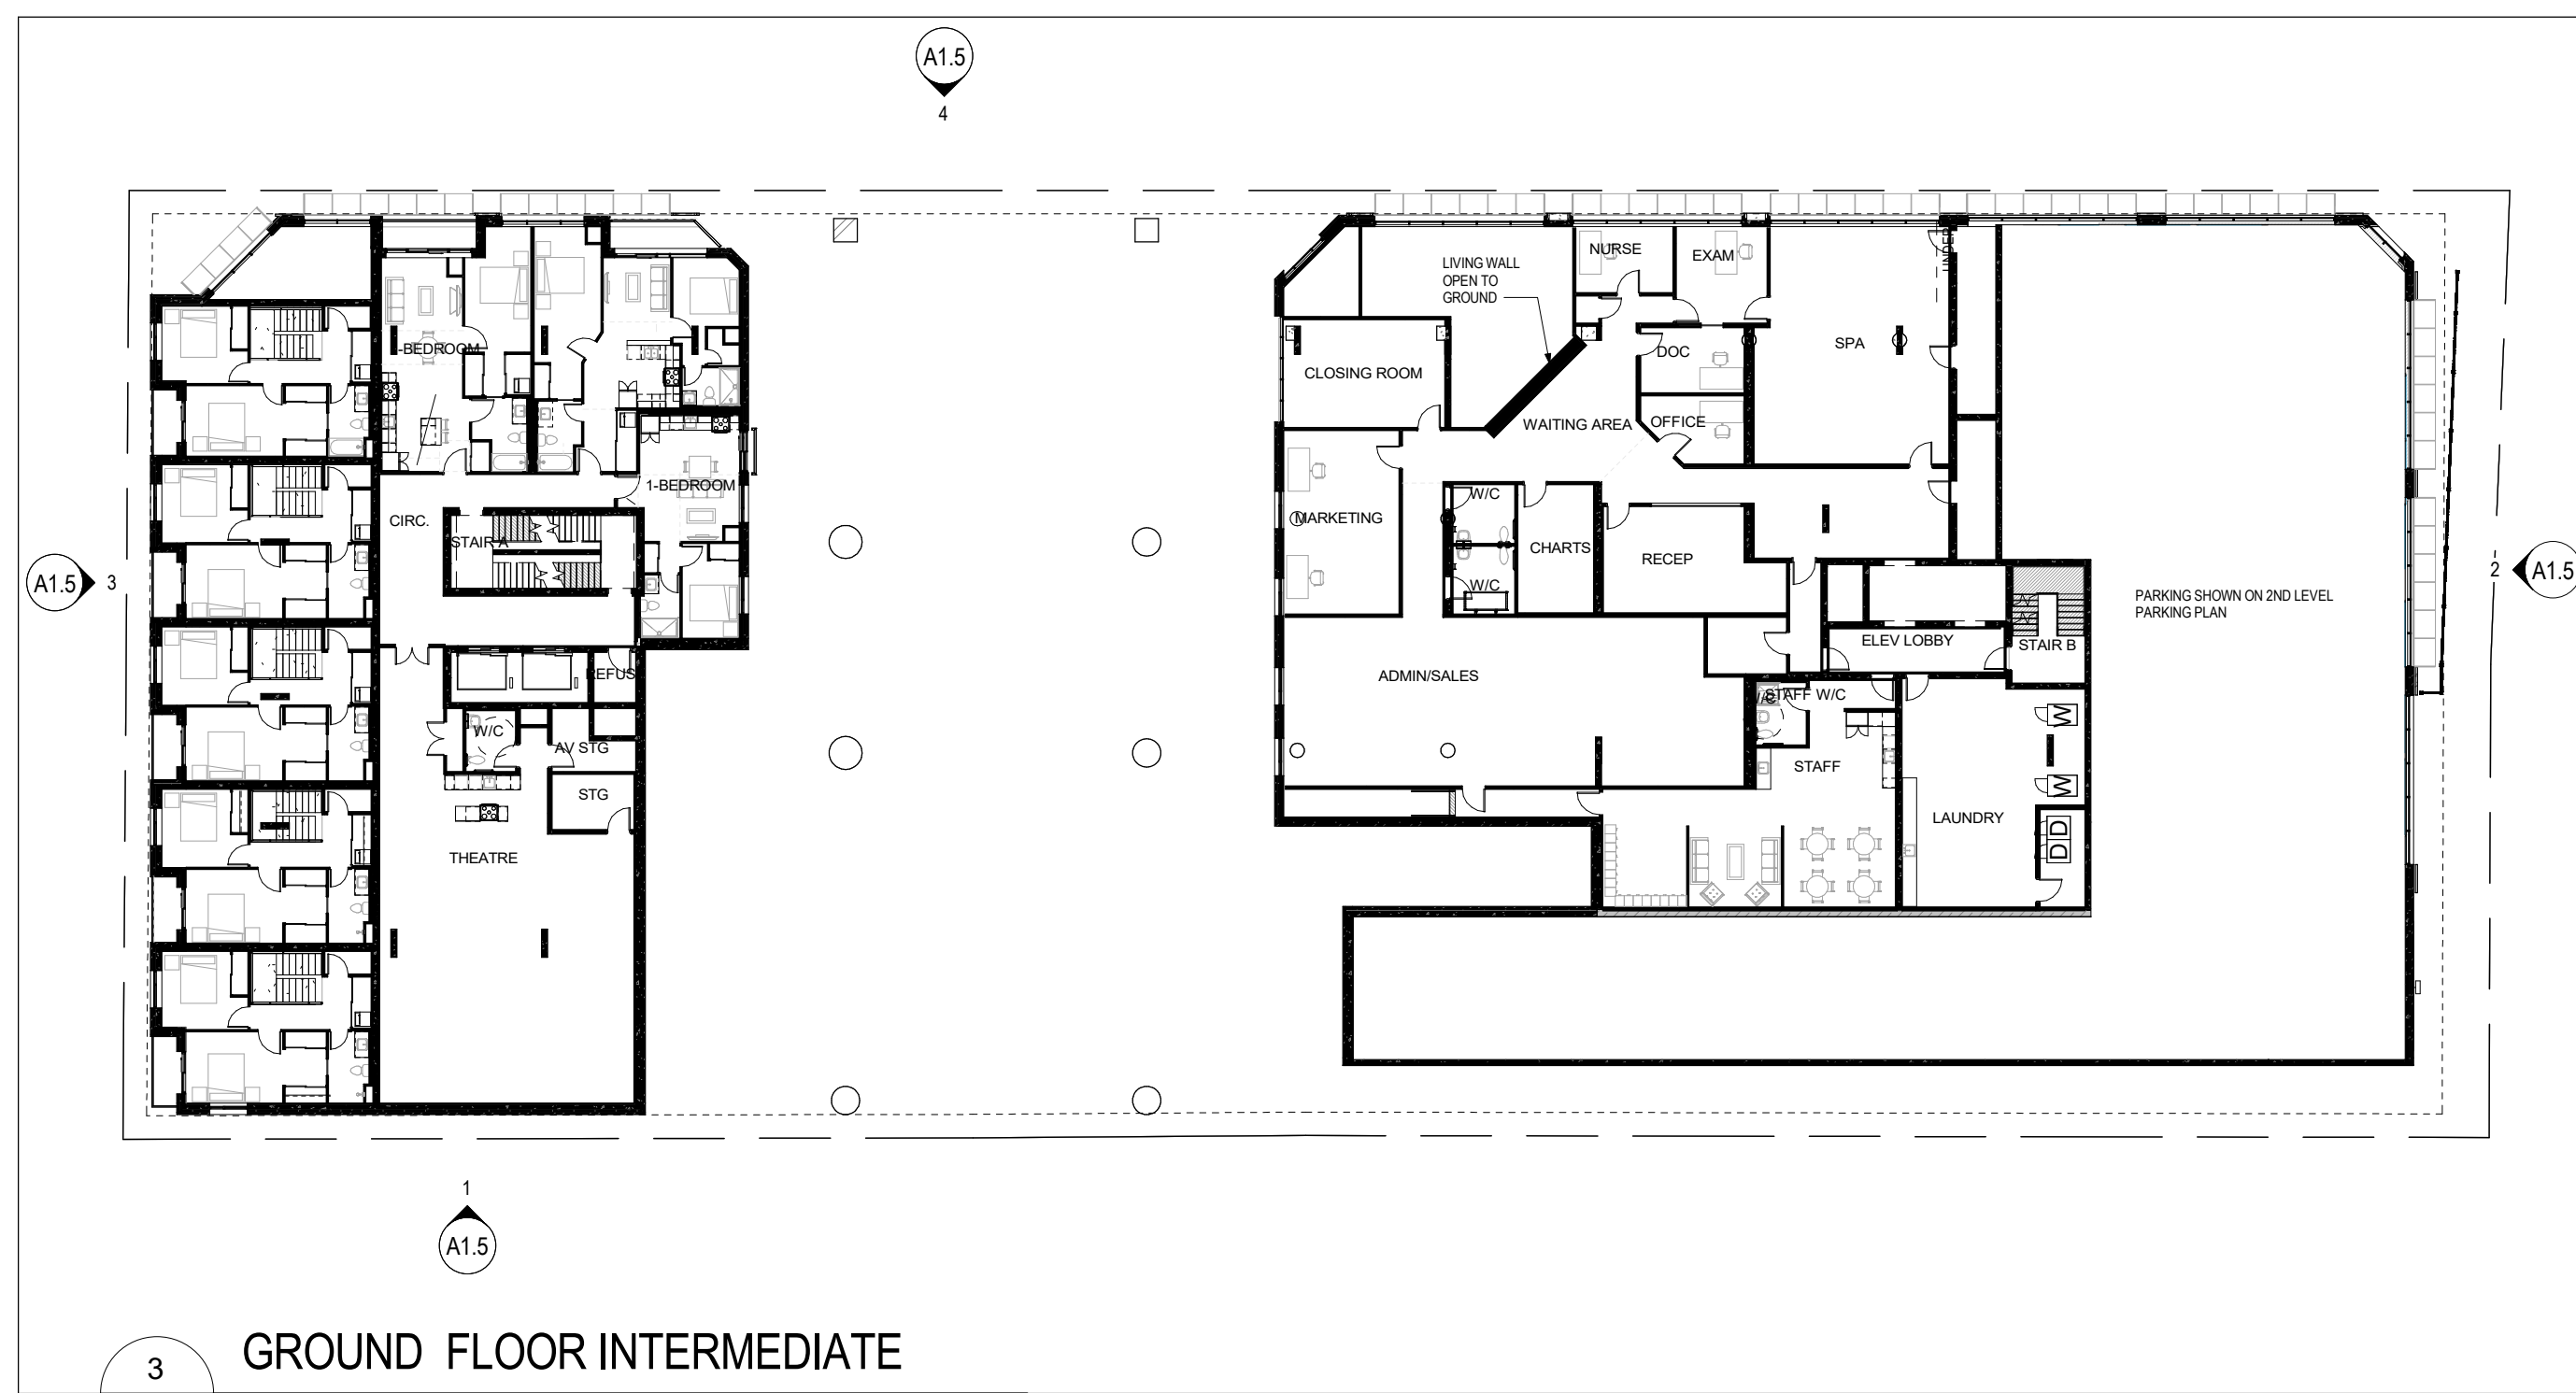 A1.5
4
NURSE
EXAM
UNDER
LIVING WALL
OPEN TO
GROUND
-BEDROOM
SPA
DOC
CLOSING ROOM
OFFICE
WAITING AREA
1-BEDROOM
W/C
CIRC.
MARKETING
STAIR A
CHARTS
RECEP
A1.5
3
W/C
2
A1.5
PARKING SHOWN ON 2ND LEVEL
PARKING PLAN
ELEV LOBBY
STAIR B
REFUS
ADMIN/SALES
STAFF W/C
W
W/C
AV STG
STAFF
W
STG
LAUNDRY
D
D
THEATRE
1
A1.5
3
GROUND FLOOR INTERMEDIATE